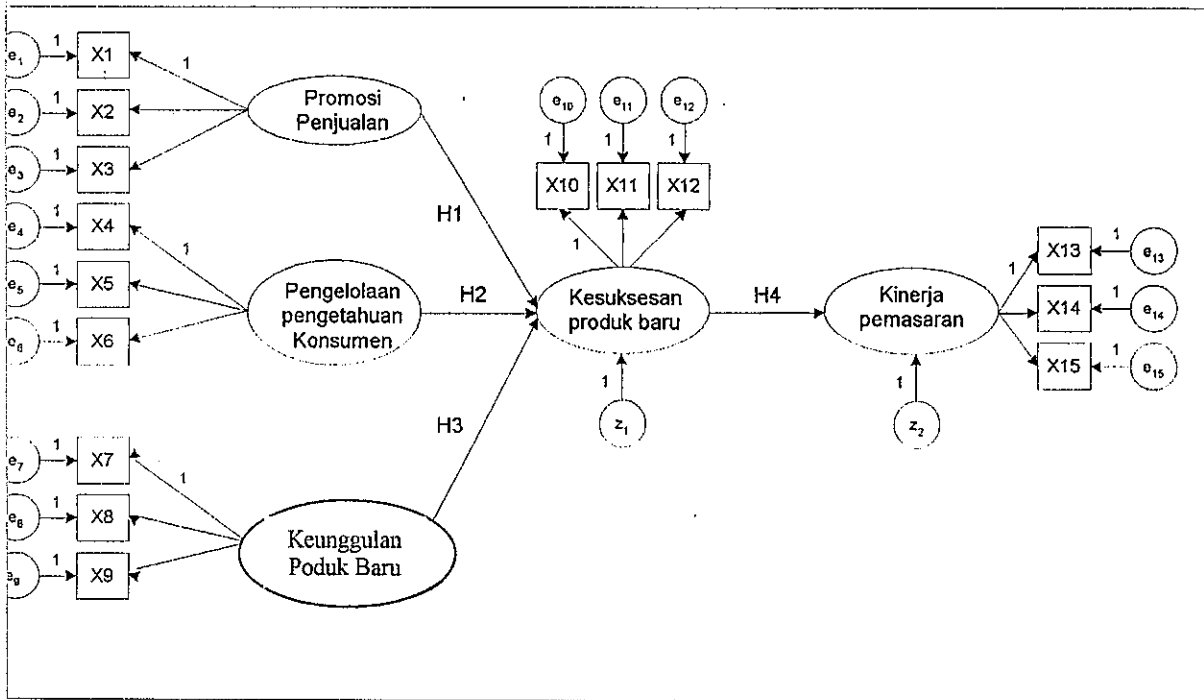 e1 1 X1
1
e2 1 X2
e3 1 X3
Promosi
Penjualan
e4 1 X4
1
e5 1 X5
e6 1 X6
Pengelolaan
pengetahuan
Konsumen
e7 1 X7
1
e8 1 X8
e9 1 X9
Keunggulan
Poduk Baru
H1
H2
H3
e10 e11 e12
1 1 1
X10 X11 X12
1
Kesuksesan
produk baru
1
z1
H4
Kinerja
pemasaran
1
z2
1
X13 1 e13
X14 1 e14
X15 1 e15